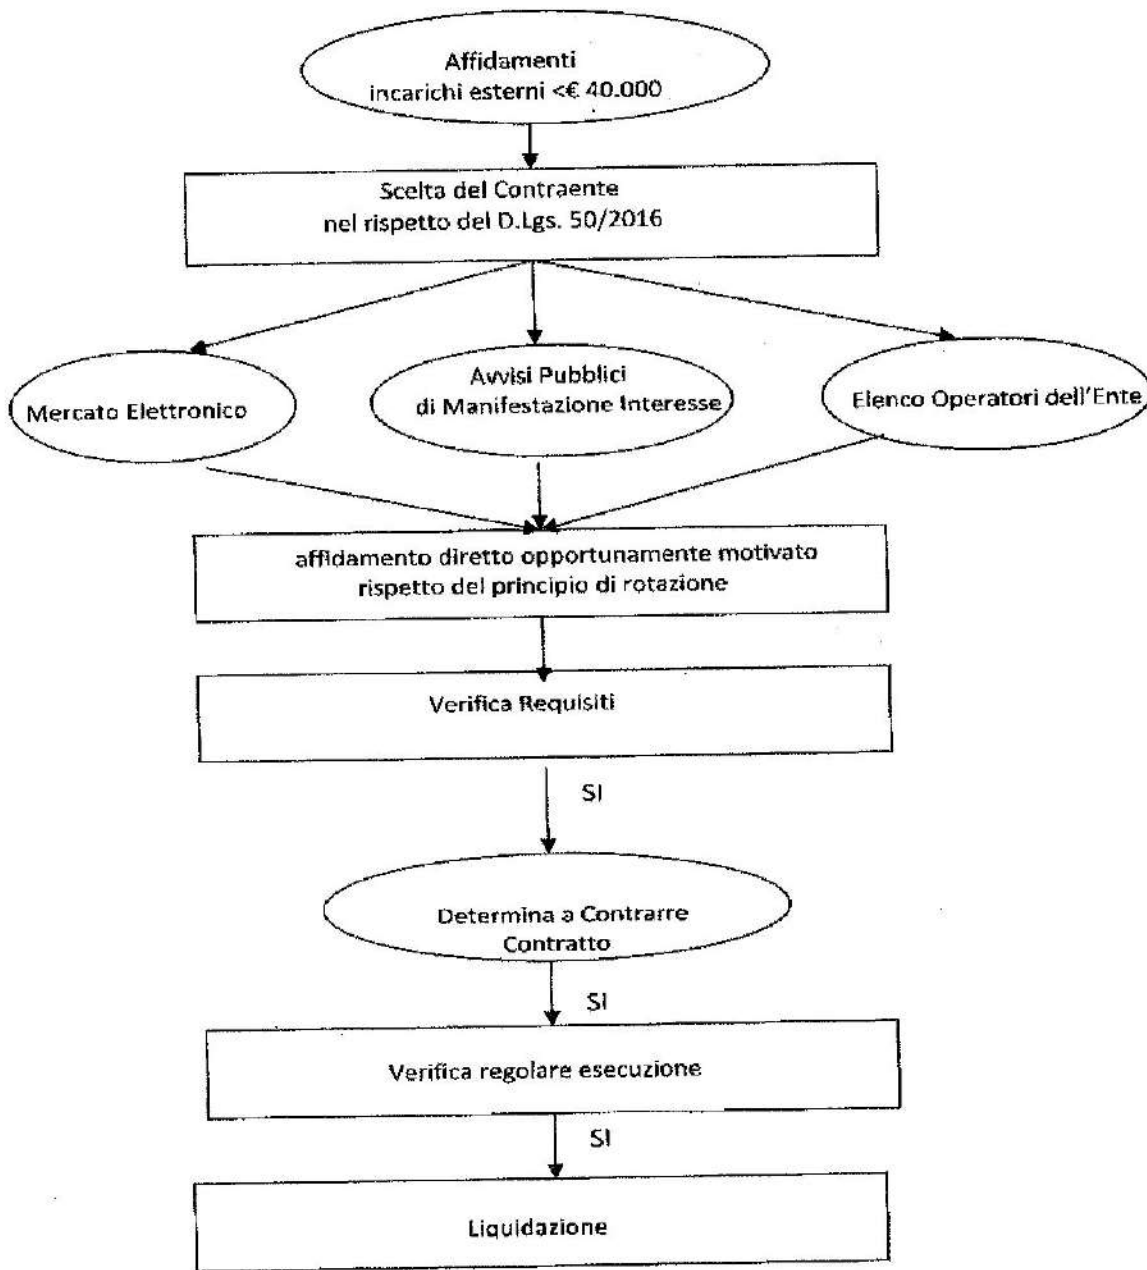 Affidamenti
incarichi esterni <€ 40.000
Scelta del Contraente
nel rispetto del D.Lgs. 50/2016
Mercato Elettronico
Avvisi Pubblici
di Manifestazione Interesse
Elenco Operatori dell'Ente
affidamento diretto opportunamente motivato
rispetto del principio di rotazione
Verifica Requisiti
SI
Determina a Contrarre
Contratto
SI
Verifica regolare esecuzione
SI
Liquidazione